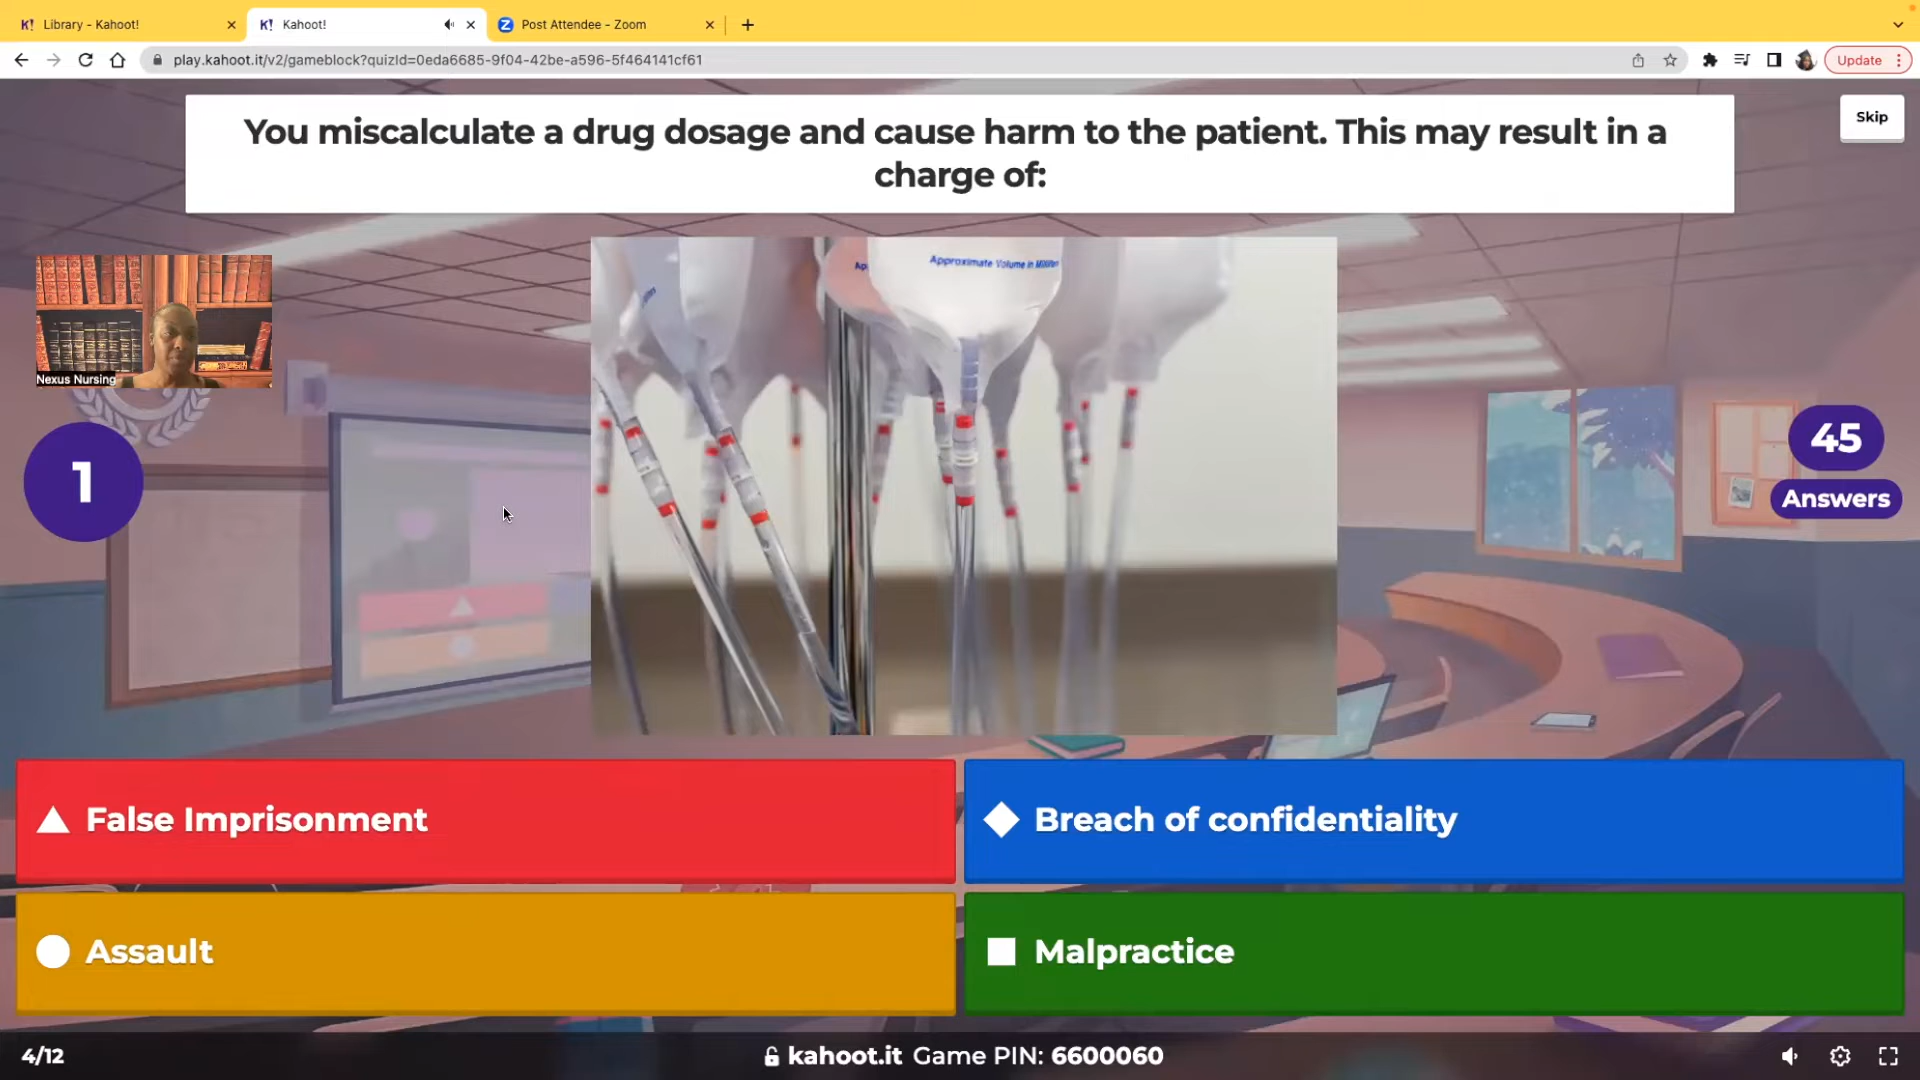 Library - Kahoot!
Kahoot!
Post Attendee - Zoom
play.kahoot.it/v2/gameblock?quizId=0eda6685-9f04-42be-a596-5f464141cf61
Update
You miscalculate a drug dosage and cause harm to the patient. This may result in a
charge of:
Skip
Approximate Volume in
Nexus Nursing
1
45
Answers
False Imprisonment
Breach of confidentiality
Assault
Malpractice
4/12
kahoot.it Game PIN: 6600060